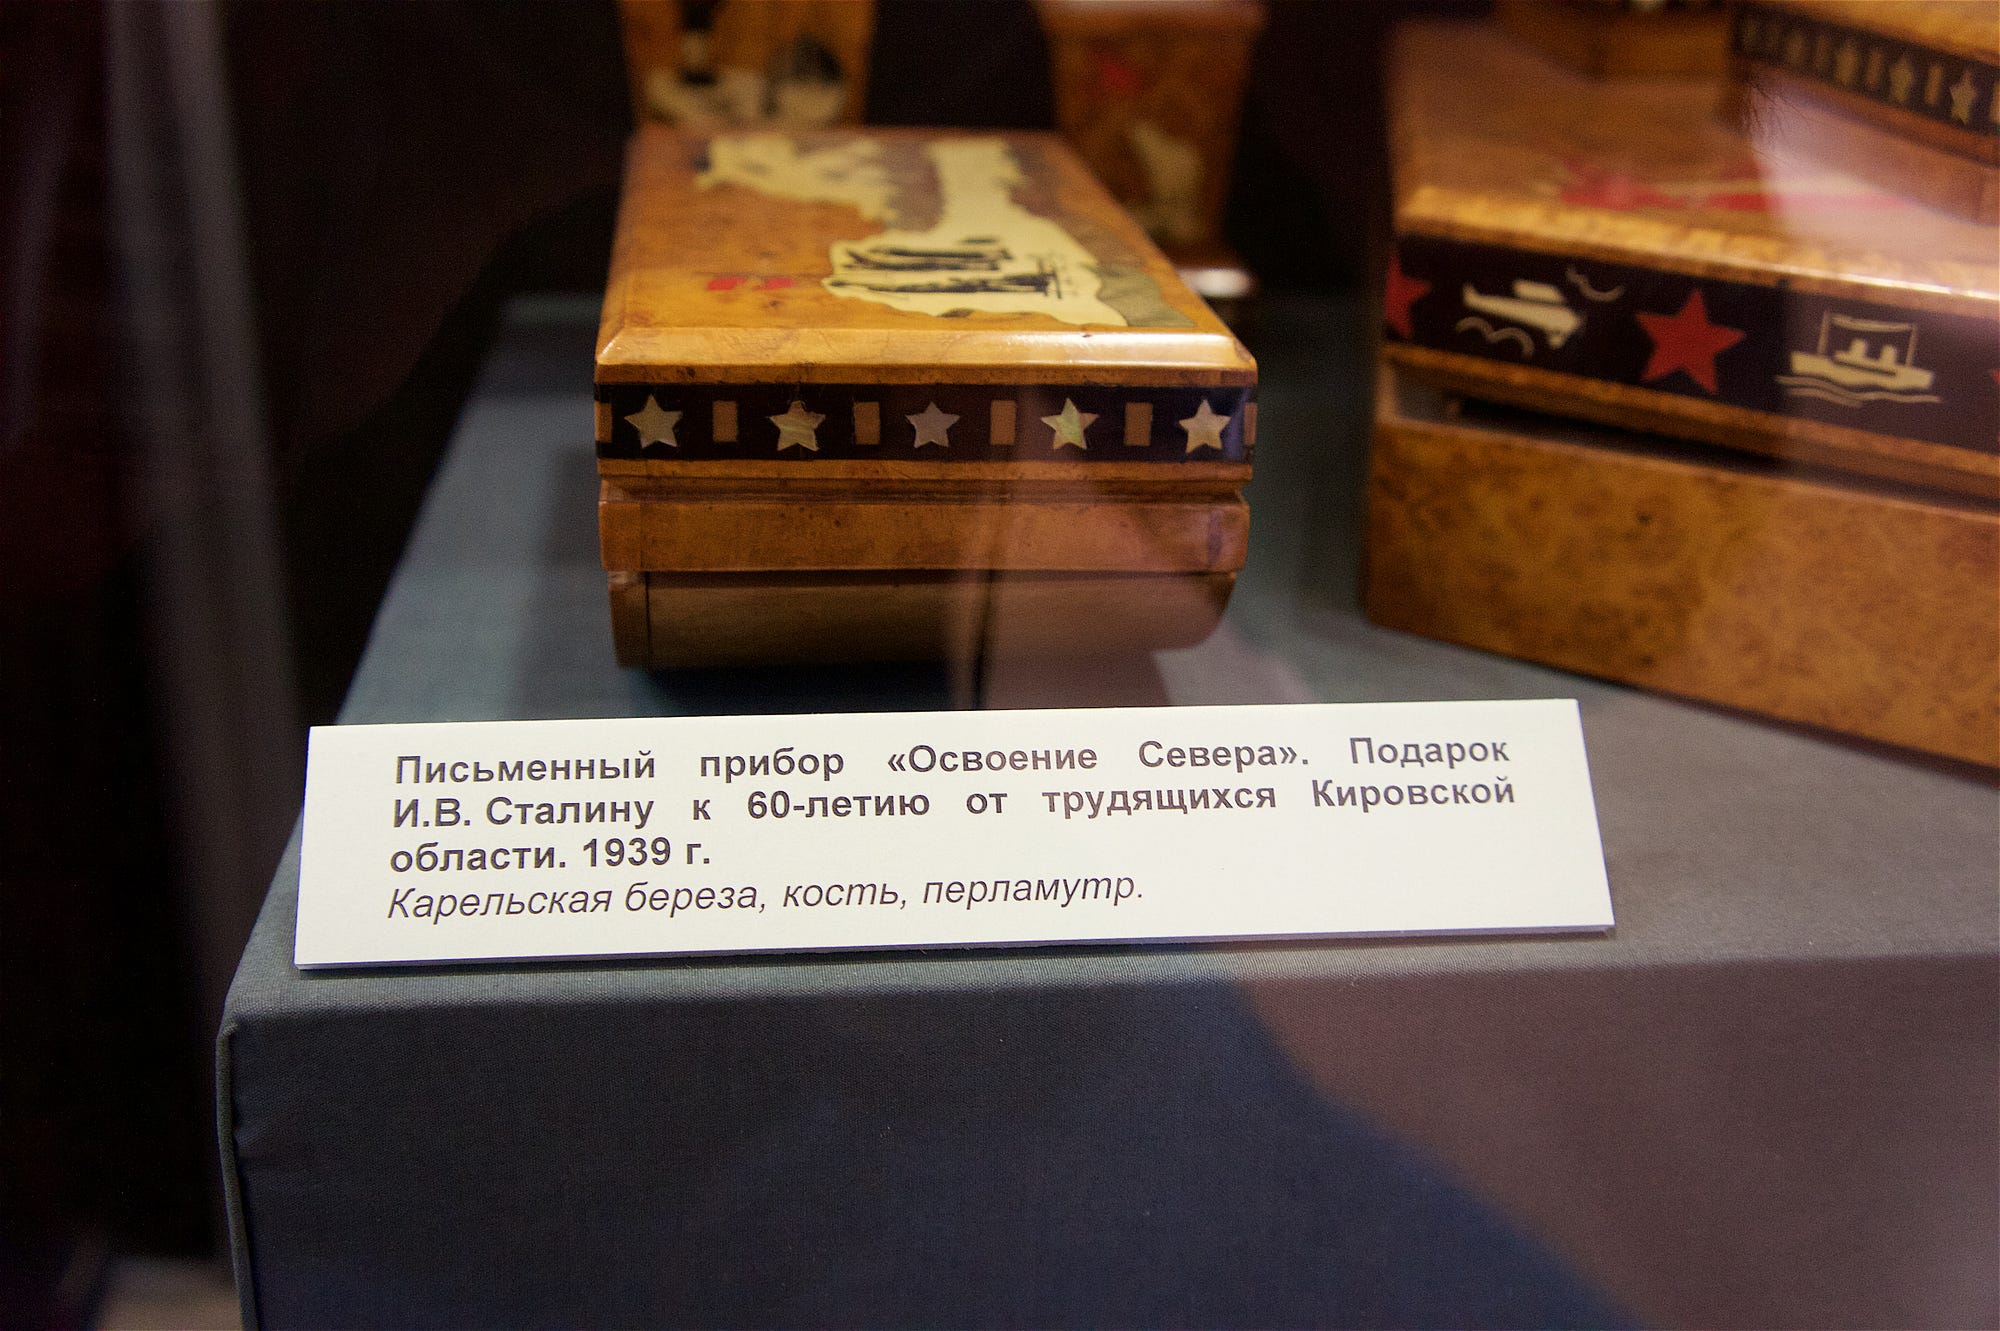 Письменный прибор «Освоение Севера». Подарок
И.В. Сталину к 60-летию от трудящихся Кировской
области. 1939 г.
Карельская береза, кость, перламутр.